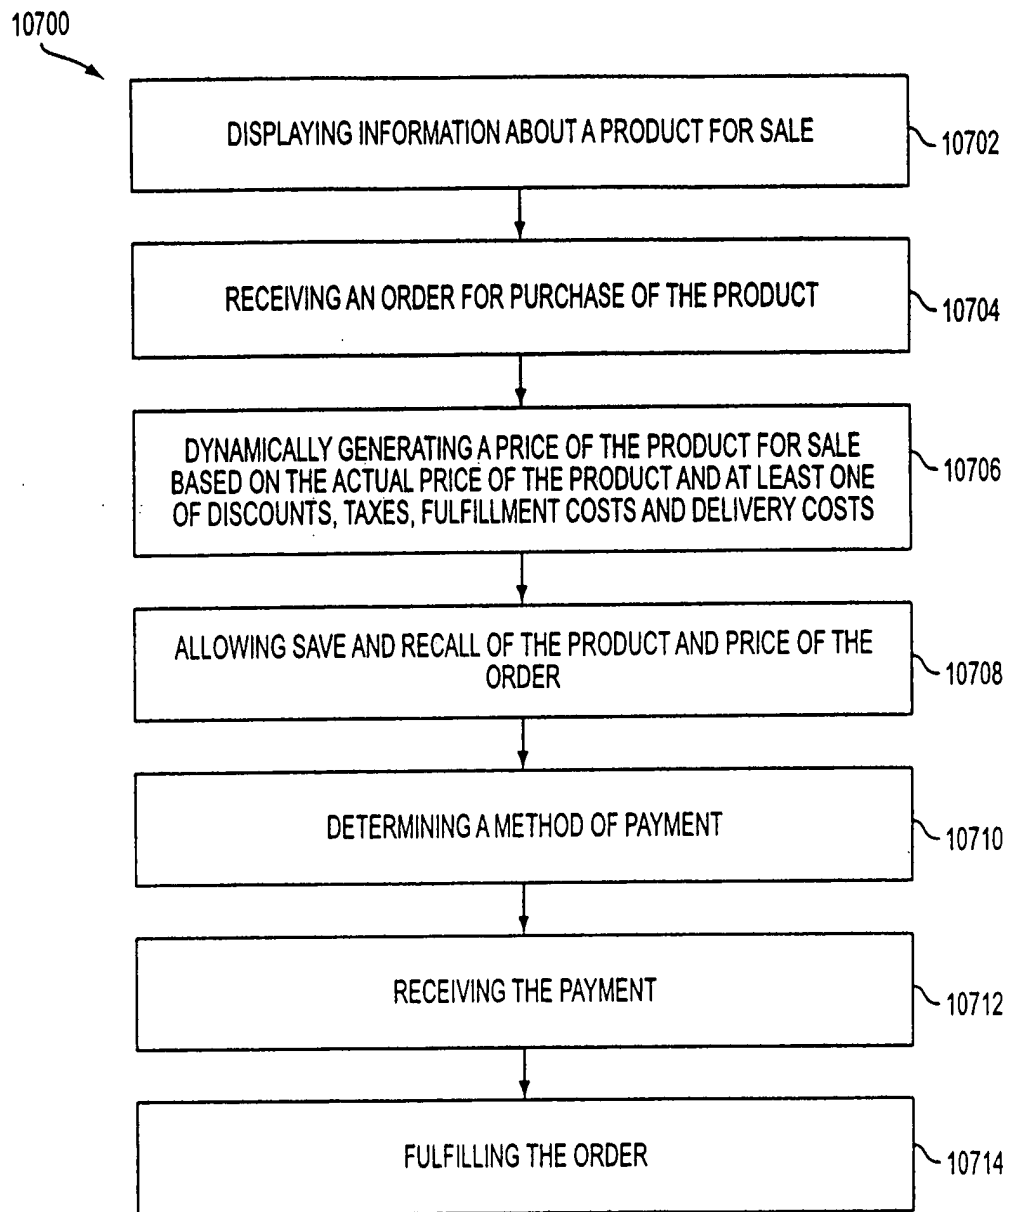 10700
DISPLAYING INFORMATION ABOUT A PRODUCT FOR SALE
10702
RECEIVING AN ORDER FOR PURCHASE OF THE PRODUCT
10704
DYNAMICALLY GENERATING A PRICE OF THE PRODUCT FOR SALE
BASED ON THE ACTUAL PRICE OF THE PRODUCT AND AT LEAST ONE
OF DISCOUNTS, TAXES, FULFILLMENT COSTS AND DELIVERY COSTS
10706
ALLOWING SAVE AND RECALL OF THE PRODUCT AND PRICE OF THE
ORDER
10708
DETERMINING A METHOD OF PAYMENT
10710
RECEIVING THE PAYMENT
10712
FULFILLING THE ORDER
10714